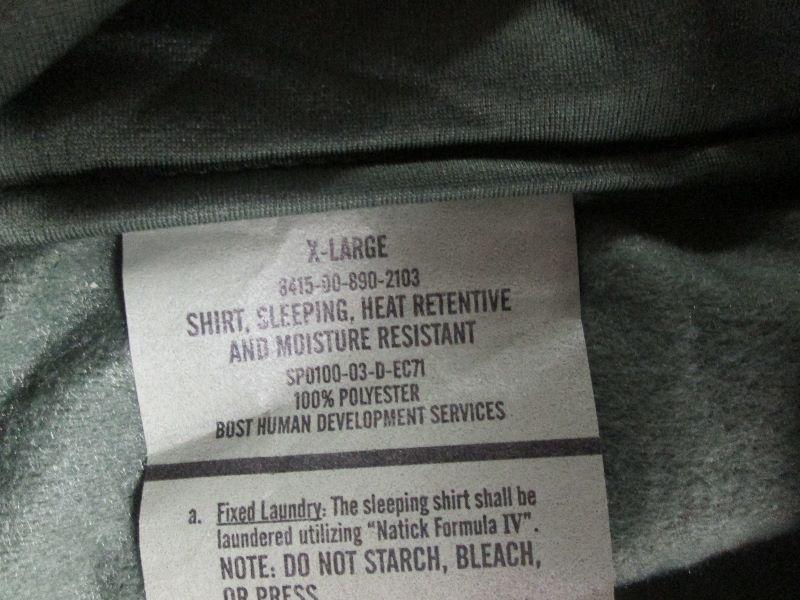 X-LARGE
8415-00-890-2103
SHIRT, SLEEPING, HEAT RETENTIVE
AND MOISTURE RESISTANT
SP0100-03-D-EC71
100% POLYESTER
BOST HUMAN DEVELOPMENT SERVICES
a. Fixed Laundry: The sleeping shirt shall be
laundered utilizing “Natick Formula IV”.
NOTE: DO NOT STARCH, BLEACH,
OR PRESS